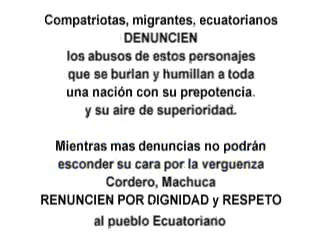 Compatriotas, migrantes, ecuatorianos
DENUNCIEN
los abusos de estos personajes
que se burlan y humillan a toda
una nación con su prepotencia.
y su aire de superioridad.
Mientras mas denuncias no podrán
esconder su cara por la verguenza
Cordero, Machuca
RENUNCIEN POR DIGNIDAD y RESPETO
al pueblo Ecuatoriano